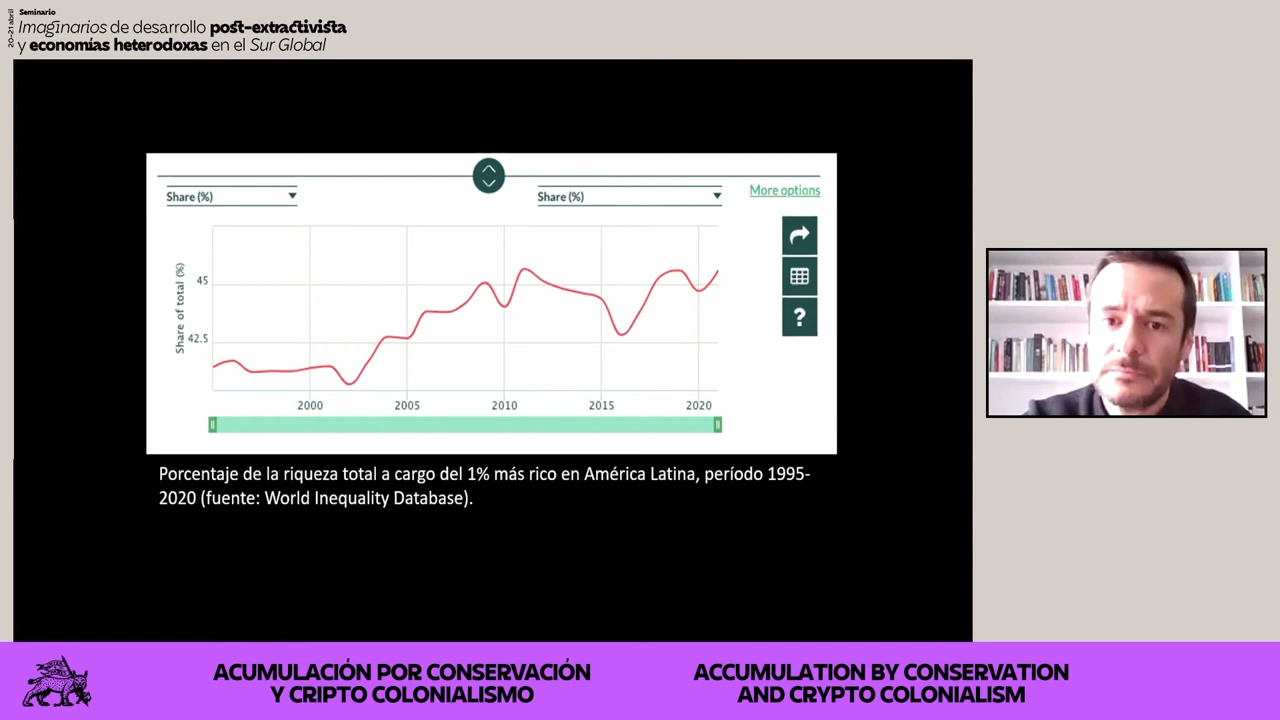 20–21 abril
Seminario
Imaginarios de desarrollo post-extractivista
y economías heterodoxas en el Sur Global
Share (%)
Share (%)
More options
Share of total (%)
45
42.5
?
2000
2005
2010
2015
2020
Porcentaje de la riqueza total a cargo del 1% más rico en América Latina, período 1995-
2020 (fuente: World Inequality Database).
ACUMULACIÓN POR CONSERVACIÓN
Y CRIPTO COLONIALISMO
ACCUMULATION BY CONSERVATION
AND CRYPTO COLONIALISM